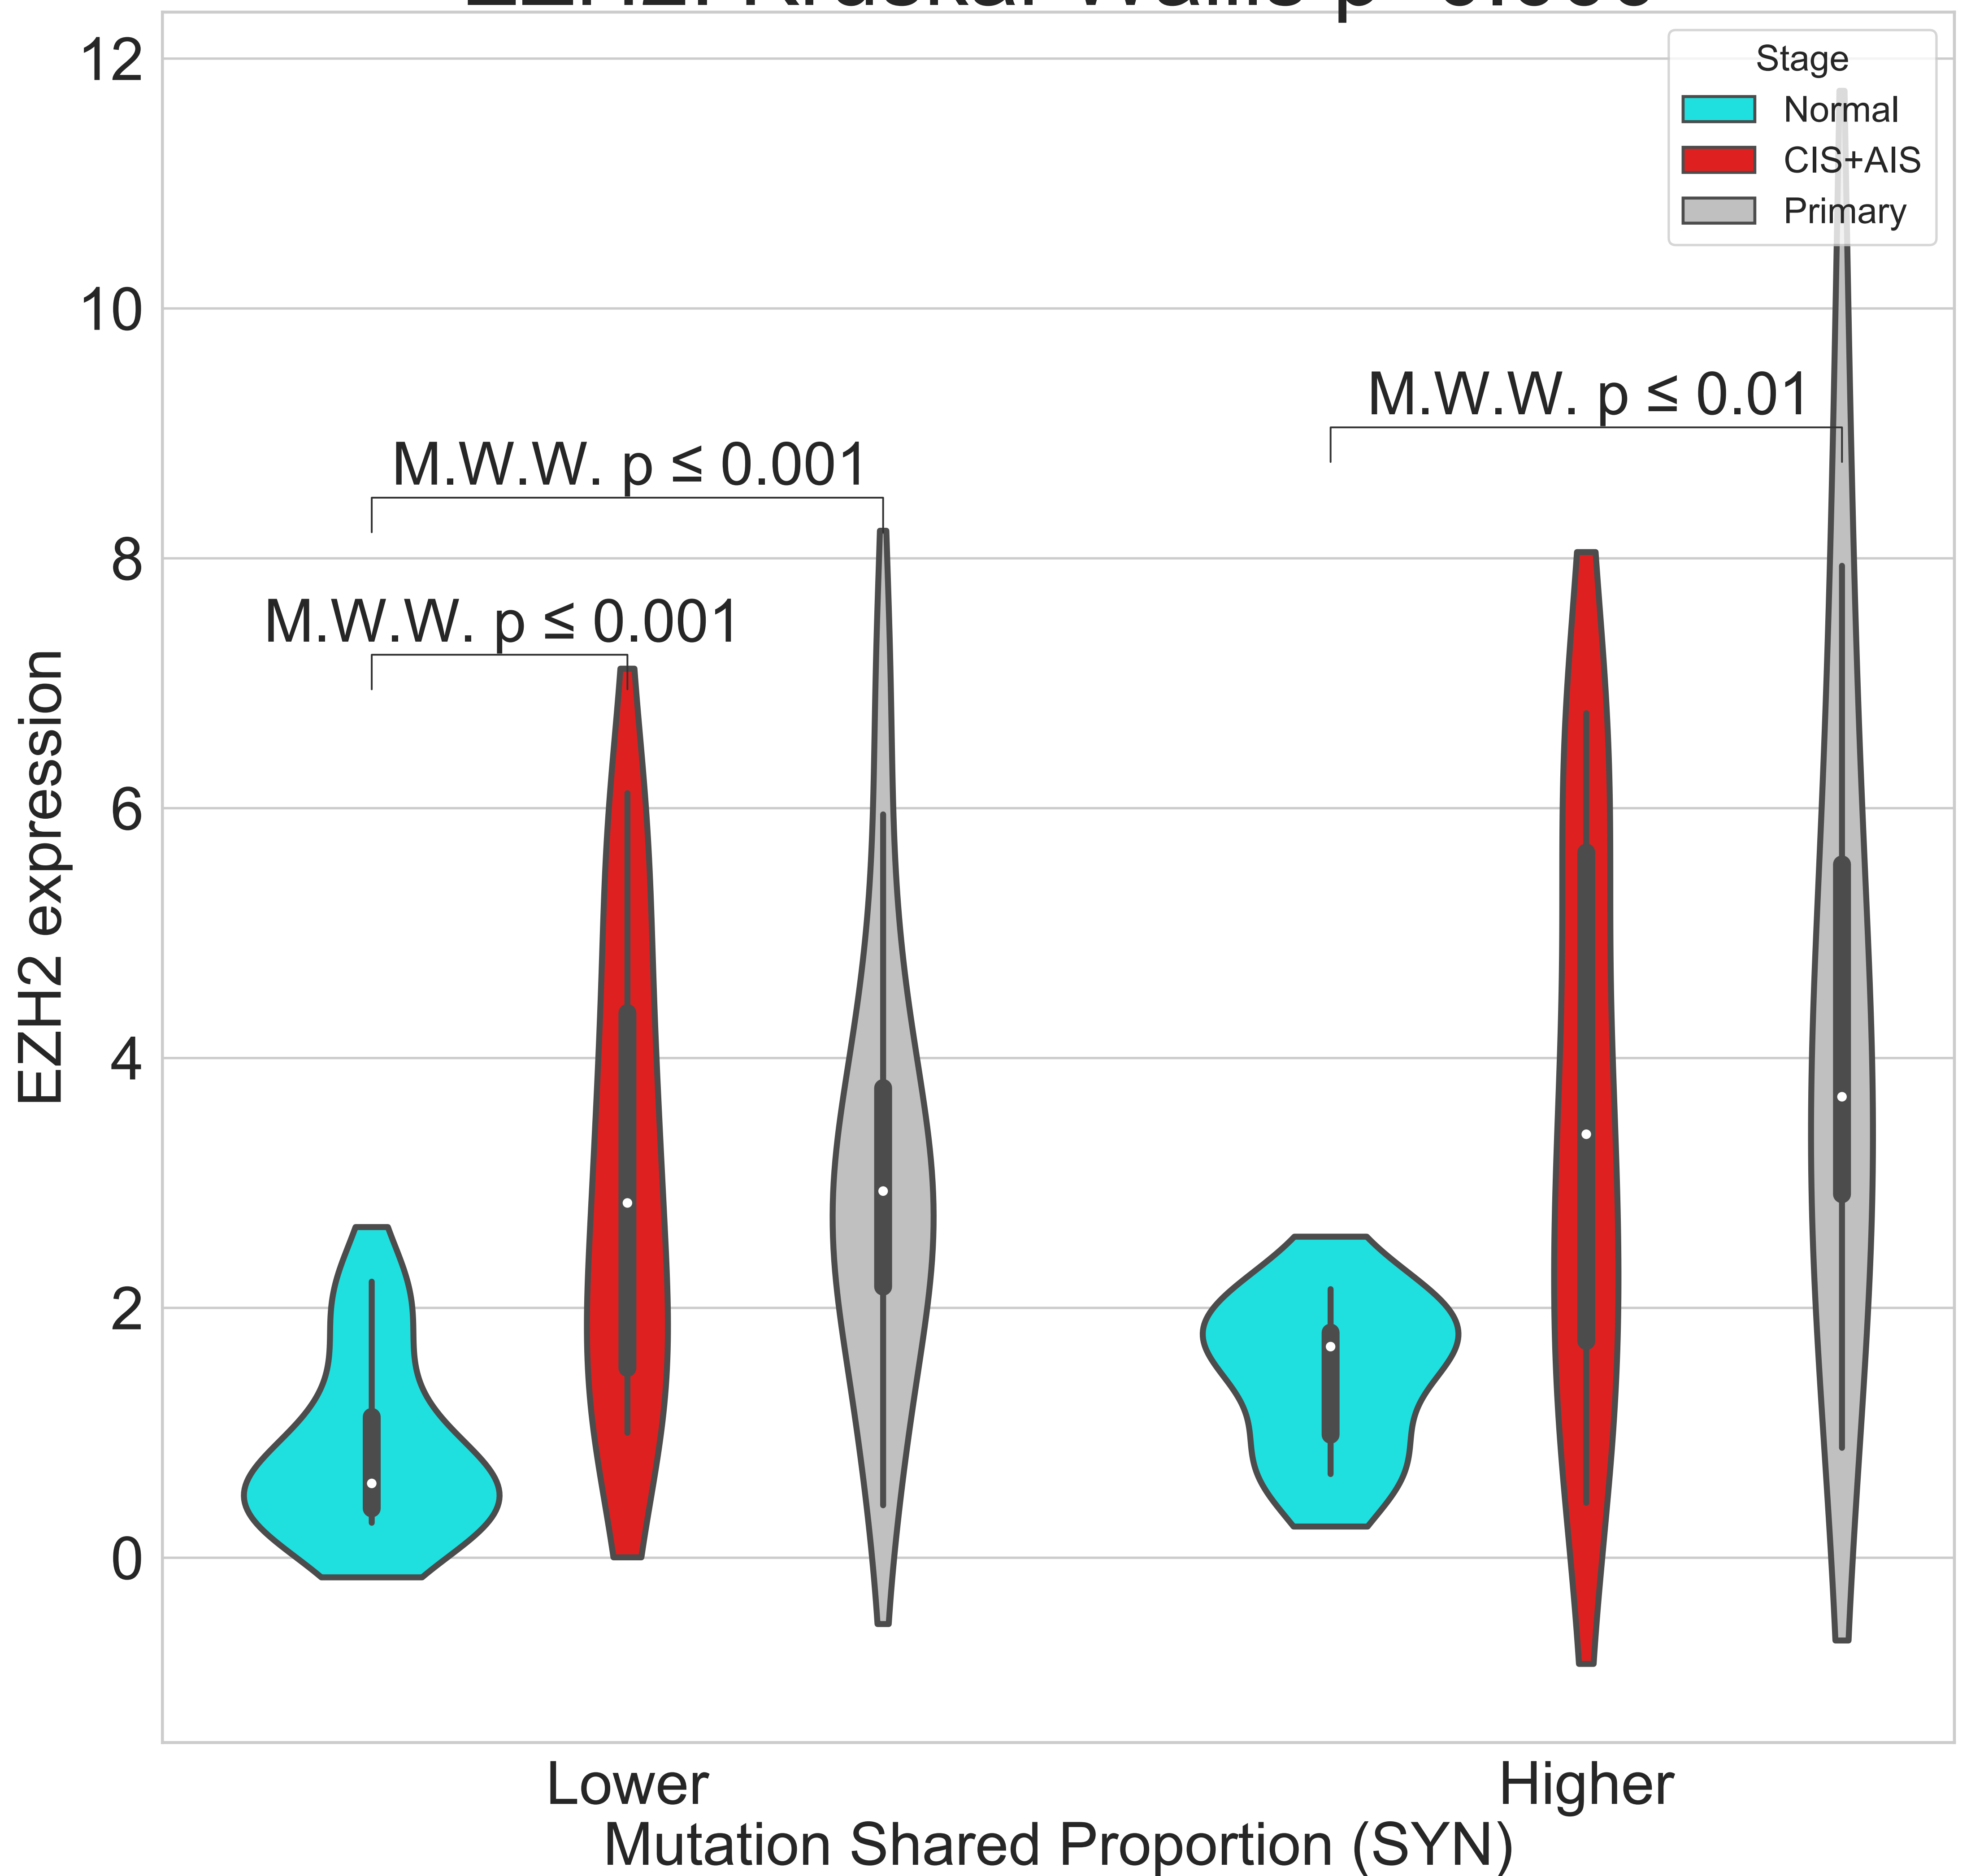 12
Stage
Normal
CIS+AIS
Primary
10
M.W.W. p ≤ 0.01
M.W.W. p ≤ 0.001
8
M.W.W. p ≤ 0.001
6
EZH2 expression
4
2
0
Lower
Higher
Mutation Shared Proportion (SYN)